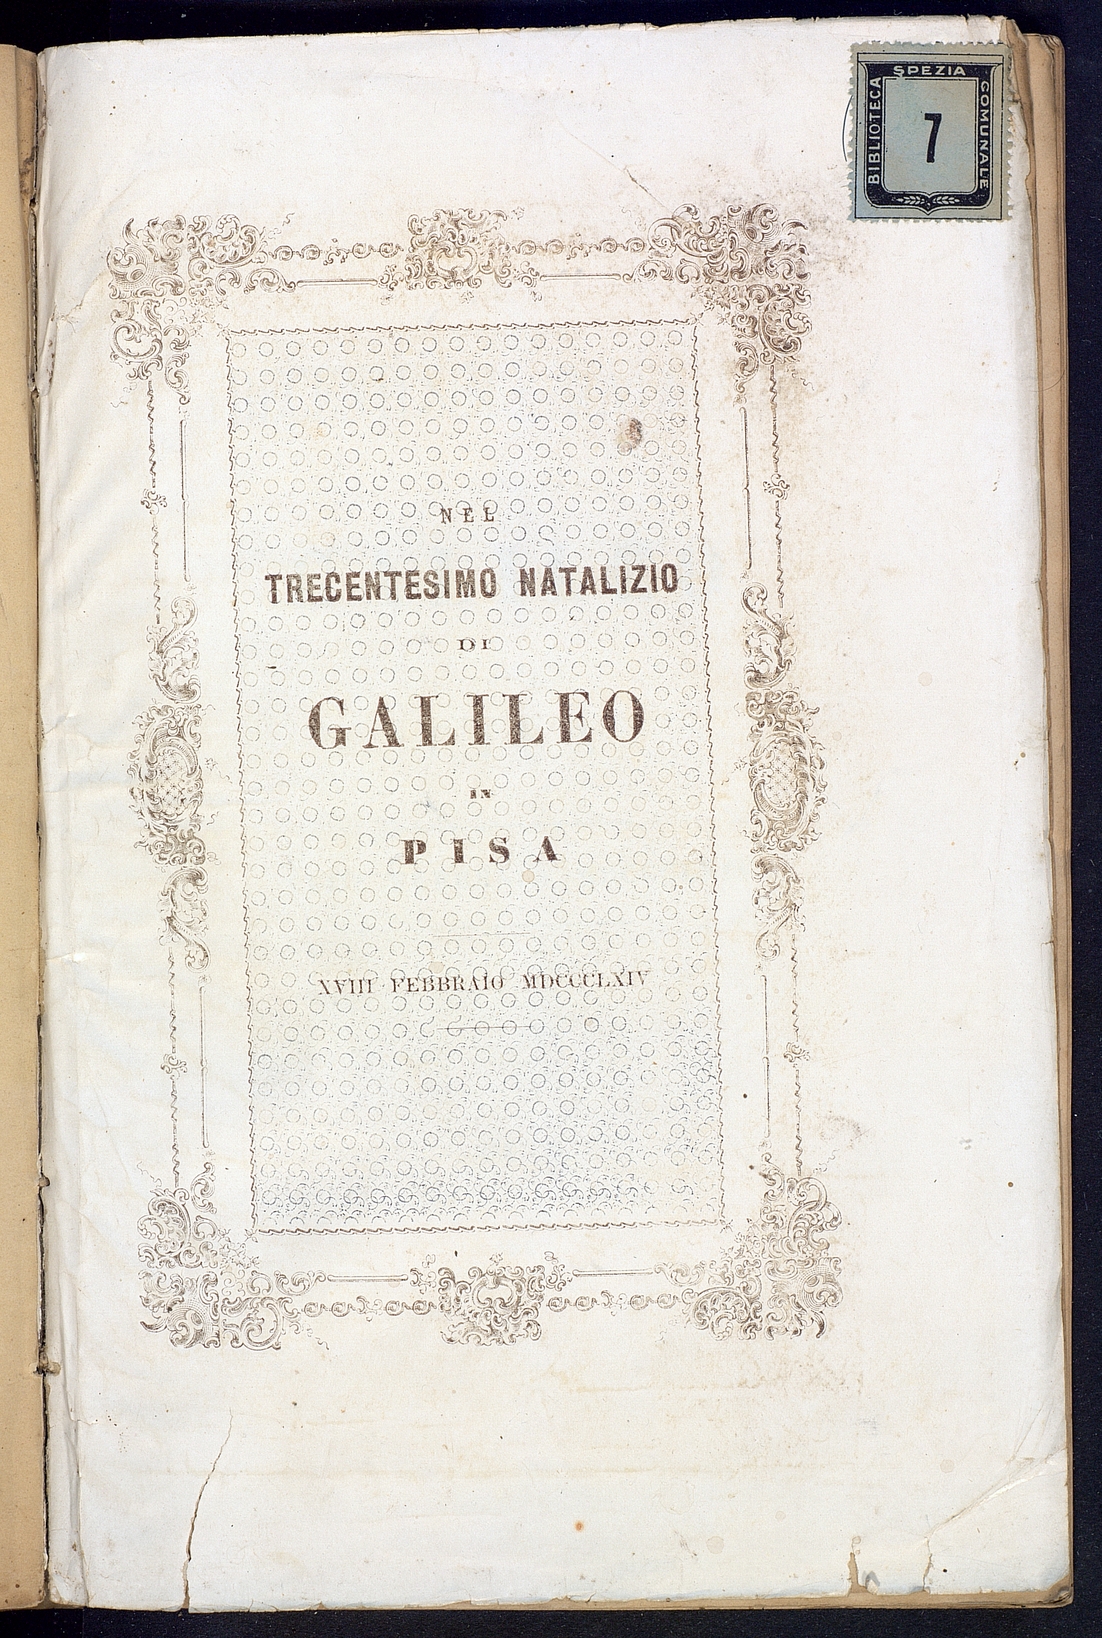 BIBLIOTECA
SPEZIA
COMUNALE
7
NEL
TRECENTESIMO NATALIZIO
DI
GALILEO
IN
PISA
XVIII FEBBRAIO MDCCCLXIV